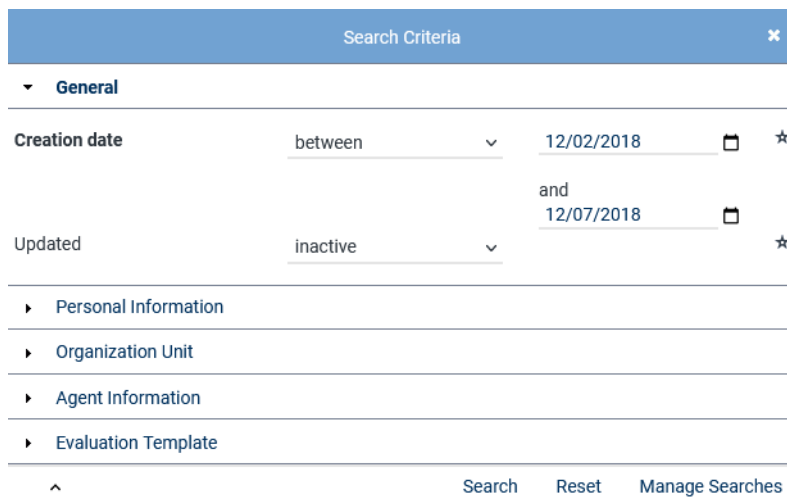 Search Criteria
General
Creation date between 12/02/2018
and
12/07/2018
Updated inactive
Personal Information
Organization Unit
Agent Information
Evaluation Template
Search Reset Manage Searches